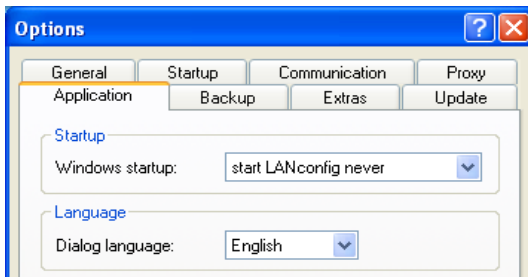 Options
General Startup Communication Proxy
Application Backup Extras Update
Startup
Windows startup: start LANconfig never
Language
Dialog language: English